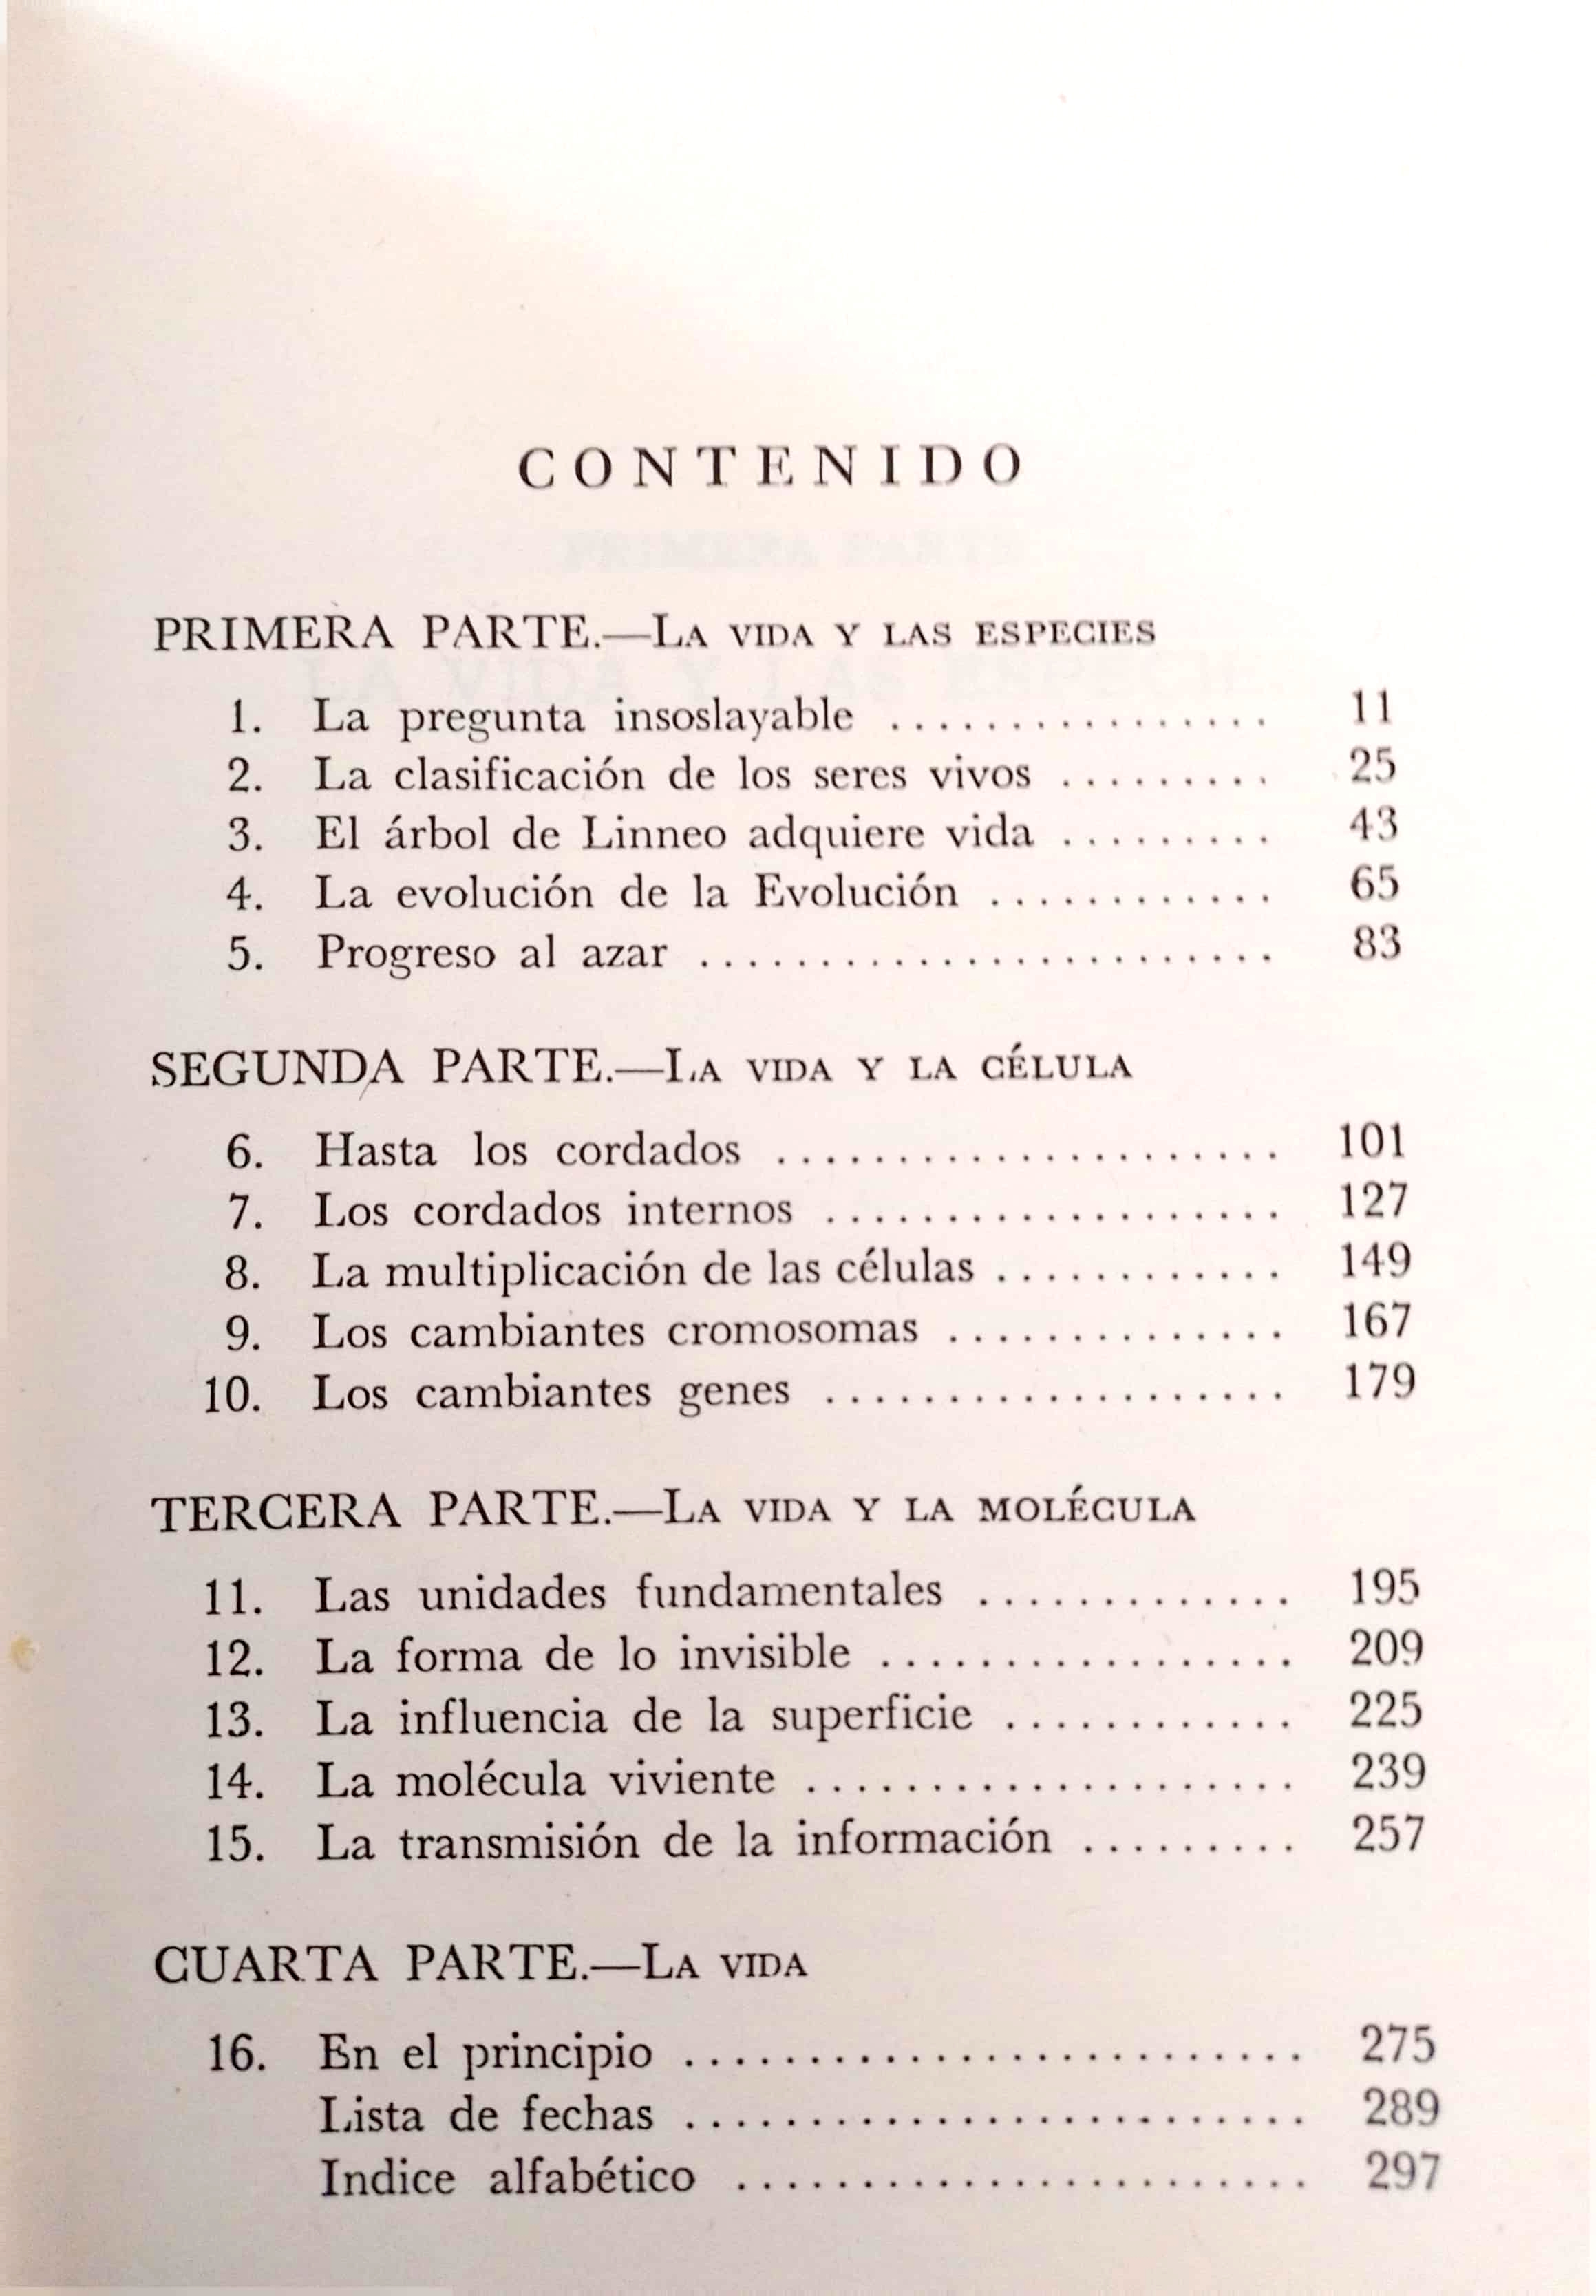 CONTENIDO
PRIMERA PARTE.—LA VIDA Y LAS ESPECIES
1. La pregunta insoslayable ................ 11
2. La clasificación de los seres vivos ......... 25
3. El árbol de Linneo adquiere vida ......... 43
4. La evolución de la Evolución ............ 65
5. Progreso al azar ........................ 83
SEGUNDA PARTE.—LA VIDA Y LA CÉLULA
6. Hasta los cordados ..................... 101
7. Los cordados internos ................... 127
8. La multiplicación de las células ............ 149
9. Los cambiantes cromosomas .............. 167
10. Los cambiantes genes ................... 179
TERCERA PARTE.—LA VIDA Y LA MOLÉCULA
11. Las unidades fundamentales ............. 195
12. La forma de lo invisible ................. 209
13. La influencia de la superficie ............ 225
14. La molécula viviente .................... 239
15. La transmisión de la información ......... 257
CUARTA PARTE.—LA VIDA
16. En el principio .......................... 275
Lista de fechas .......................... 289
Indice alfabético ........................ 297